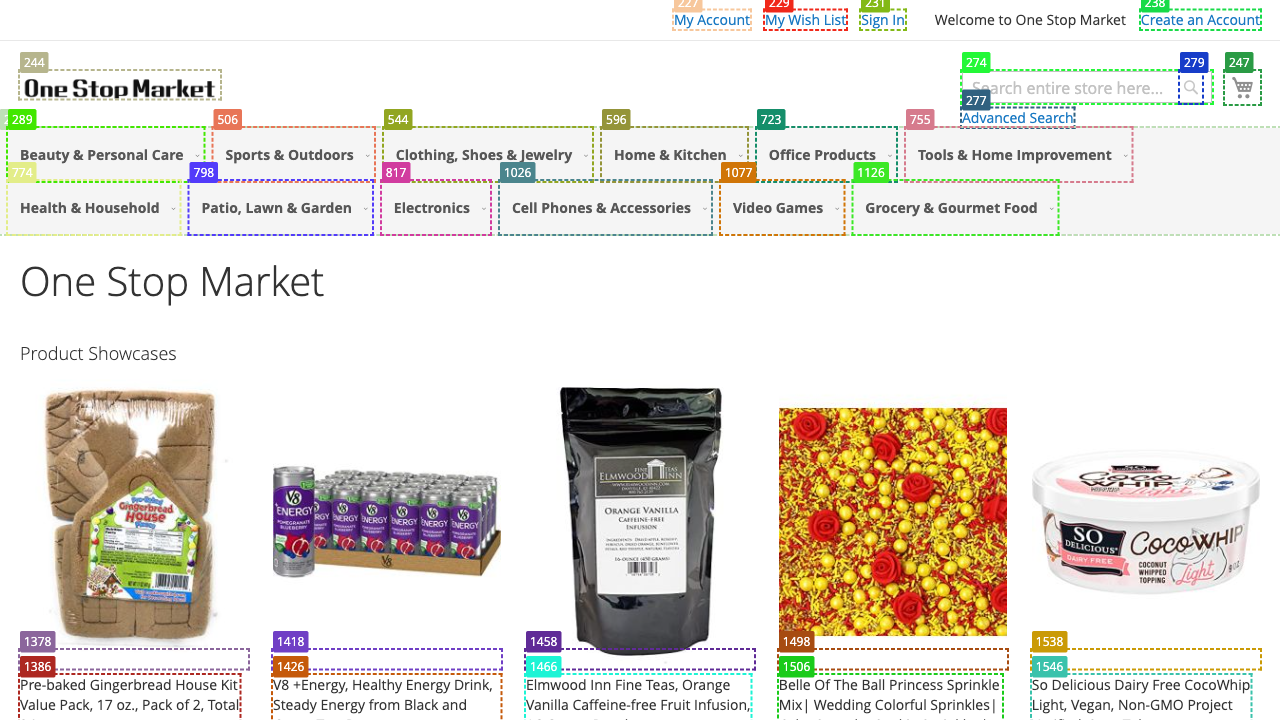 227
229
231
238
My Account
My Wish List
Sign In
Welcome to One Stop Market
Create an Account
244
274
279
247
One Stop Market
Search entire store here...
277
Advanced Search
289
506
544
596
723
755
Beauty & Personal Care
Sports & Outdoors
Clothing, Shoes & Jewelry
Home & Kitchen
Office Products
Tools & Home Improvement
774
798
817
1026
1077
1126
Health & Household
Patio, Lawn & Garden
Electronics
Cell Phones & Accessories
Video Games
Grocery & Gourmet Food
One Stop Market
Product Showcases
Pre-Baked
Gingerbread
House
V8
+ENERGY
POMEGRANATE
BLUEBERRY
FINE TEAS
ELMWOOD INN
ORANGE VANILLA
CAFFEINE-FREE
INFUSION
16-OUNCE (450 GRAMS)
SO
DELICIOUS
DAIRY FREE
COCOWHIP
COCONUT
WHIPPED
TOPPING
Light
1378
1418
1458
1498
1538
1386
1426
1466
1506
1546
Pre-baked Gingerbread House Kit
Value Pack, 17 oz., Pack of 2, Total
V8 +Energy, Healthy Energy Drink,
Steady Energy from Black and
Elmwood Inn Fine Teas, Orange
Vanilla Caffeine-free Fruit Infusion,
Belle Of The Ball Princess Sprinkle
Mix| Wedding Colorful Sprinkles|
So Delicious Dairy Free CocoWhip
Light, Vegan, Non-GMO Project